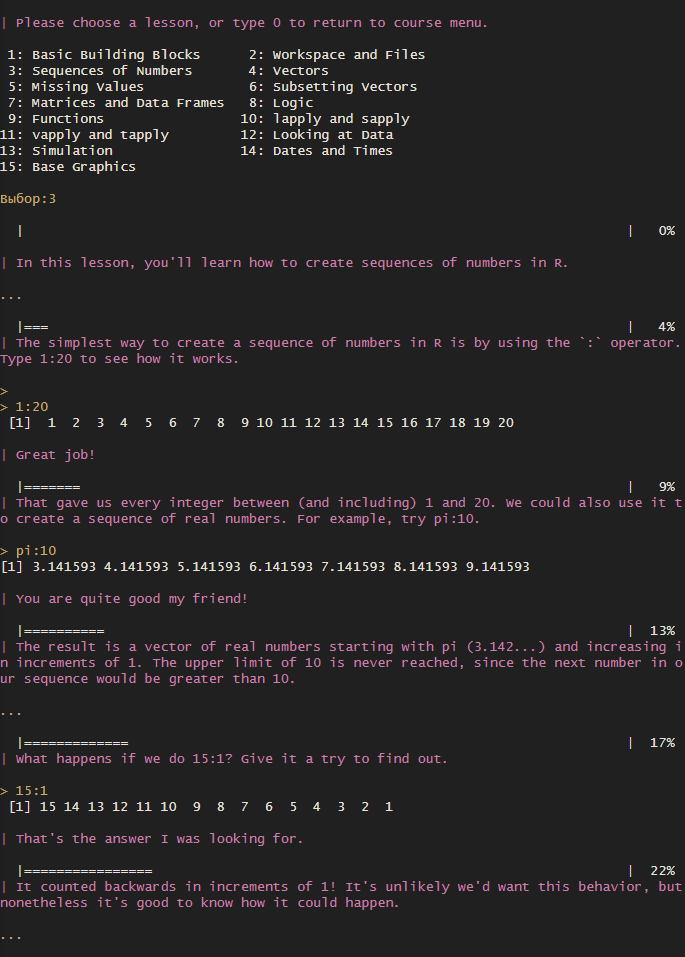 | Please choose a lesson, or type 0 to return to course menu.
1: Basic Building Blocks 2: Workspace and Files
3: Sequences of Numbers 4: Vectors
5: Missing Values 6: Subsetting Vectors
7: Matrices and Data Frames 8: Logic
9: Functions 10: lapply and sapply
11: vapply and tapply 12: Looking at Data
13: Simulation 14: Dates and Times
15: Base Graphics
Выбор:3
| | 0%
| In this lesson, you'll learn how to create sequences of numbers in R.
...
|=== | 4%
| The simplest way to create a sequence of numbers in R is by using the `:` operator.
Type 1:20 to see how it works.
>
> 1:20
[1] 1 2 3 4 5 6 7 8 9 10 11 12 13 14 15 16 17 18 19 20
| Great job!
|======= | 9%
| That gave us every integer between (and including) 1 and 20. We could also use it t
o create a sequence of real numbers. For example, try pi:10.
> pi:10
[1] 3.141593 4.141593 5.141593 6.141593 7.141593 8.141593 9.141593
| You are quite good my friend!
|========== | 13%
| The result is a vector of real numbers starting with pi (3.142...) and increasing i
n increments of 1. The upper limit of 10 is never reached, since the next number in o
ur sequence would be greater than 10.
...
|============= | 17%
| What happens if we do 15:1? Give it a try to find out.
> 15:1
[1] 15 14 13 12 11 10 9 8 7 6 5 4 3 2 1
| That's the answer I was looking for.
|================ | 22%
| It counted backwards in increments of 1! It's unlikely we'd want this behavior, but
nonetheless it's good to know how it could happen.
...